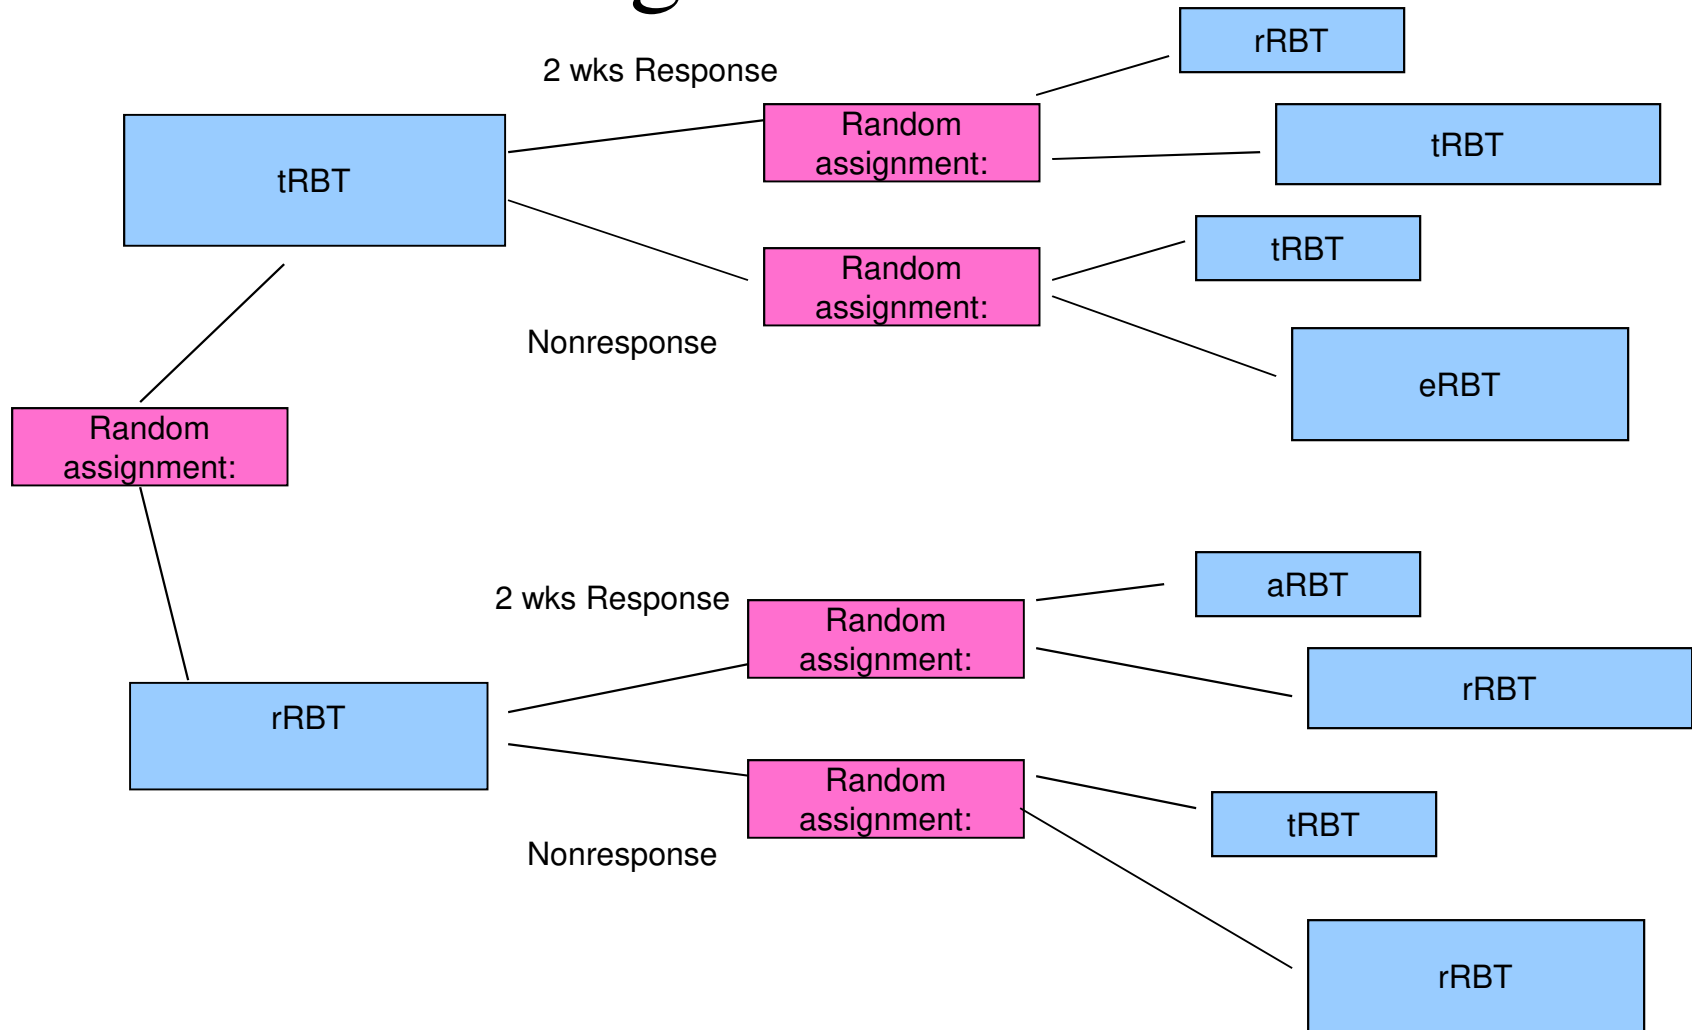 rRBT
2 wks Response
Random
assignment:
tRBT
tRBT
tRBT
Random
assignment:
Nonresponse
eRBT
Random
assignment:
aRBT
2 wks Response
Random
assignment:
rRBT
rRBT
Random
assignment:
tRBT
Nonresponse
rRBT